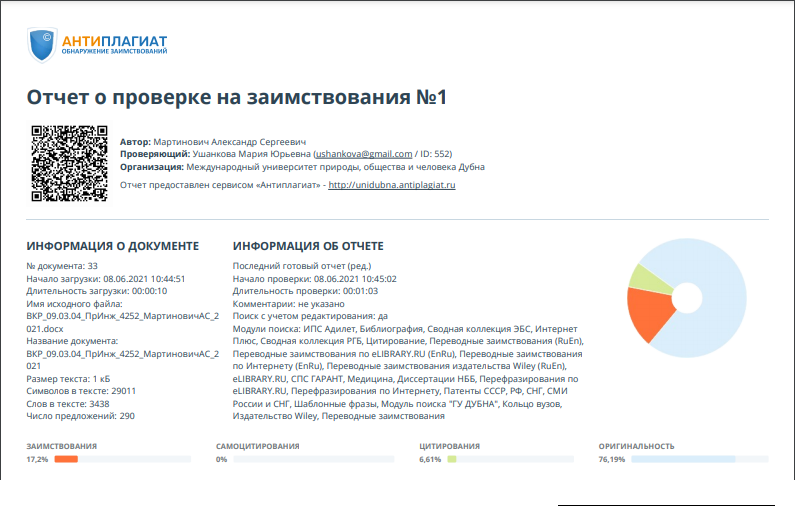 АНТИПЛАГИАТ
ОБНАРУЖЕНИЕ ЗАИМСТВОВАНИЙ
Отчет о проверке на заимствования №1
Автор: Мартинович Александр Сергеевич
Проверяющий: Ушанкова Мария Юрьевна (ushankova@gmail.com / ID: 552)
Организация: Международный университет природы, общества и человека Дубна
Отчет предоставлен сервисом «Антиплагиат» - http://unidubna.antiplagiat.ru
ИНФОРМАЦИЯ О ДОКУМЕНТЕ
№ документа: 33
Начало загрузки: 08.06.2021 10:44:51
Длительность загрузки: 00:00:10
Имя исходного файла:
ВКР_09.03.04_ПрИнж_4252_МартиновичАС_2
021.docx
Название документа:
ВКР_09.03.04_ПрИнж_4252_МартиновичАС_2
021
Размер текста: 1 кБ
Cимволов в тексте: 29011
Слов в тексте: 3438
Число предложений: 290
ИНФОРМАЦИЯ ОБ ОТЧЕТЕ
Последний готовый отчет (ред.)
Начало проверки: 08.06.2021 10:45:02
Длительность проверки: 00:01:03
Комментарии: не указано
Поиск с учетом редактирования: да
Модули поиска: ИПС Адилет, Библиография, Сводная коллекция ЭБС, Интернет
Плюс, Сводная коллекция РГБ, Цитирование, Переводные заимствования (RuEn),
Переводные заимствования по eLIBRARY.RU (EnRu), Переводные заимствования
по Интернету (EnRu), Переводные заимствования издательства Wiley (RuEn),
eLIBRARY.RU, СПС ГАРАНТ, Медицина, Диссертации НББ, Перефразирования по
eLIBRARY.RU, Перефразирования по Интернету, Патенты СССР, РФ, СНГ, СМИ
России и СНГ, Шаблонные фразы, Модуль поиска "ГУ ДУБНА", Кольцо вузов,
Издательство Wiley, Переводные заимствования
ЗАИМСТВОВАНИЯ
17,2%
САМОЦИТИРОВАНИЯ
0%
ЦИТИРОВАНИЯ
6,61%
ОРИГИНАЛЬНОСТЬ
76,19%